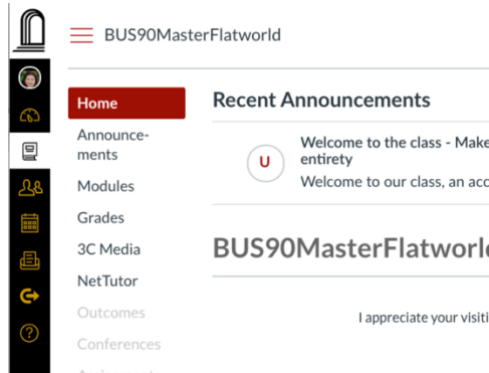 BUS90MasterFlatworld
Home
Announce-
ments
Modules
Grades
3C Media
NetTutor
Outcomes
Conferences
Recent Announcements
U
Welcome to the class - Make
entirety
Welcome to our class, an acc
BUS90MasterFlatworld
I appreciate your visiti